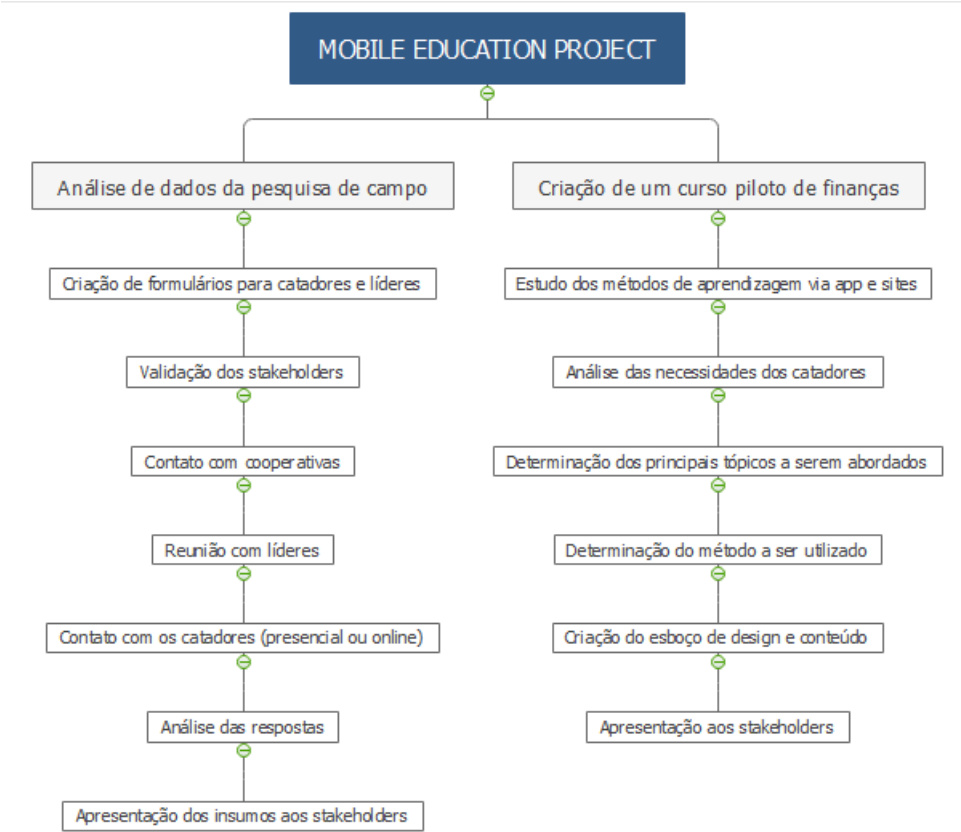 MOBILE EDUCATION PROJECT
Análise de dados da pesquisa de campo
Criação de formulários para catadores e líderes
Validação dos stakeholders
Contato com cooperativas
Reunião com líderes
Contato com os catadores (presencial ou online)
Análise das respostas
Apresentação dos insumos aos stakeholders
Criação de um curso piloto de finanças
Estudo dos métodos de aprendizagem via app e sites
Análise das necessidades dos catadores
Determinação dos principais tópicos a serem abordados
Determinação do método a ser utilizado
Criação do esboço de design e conteúdo
Apresentação aos stakeholders